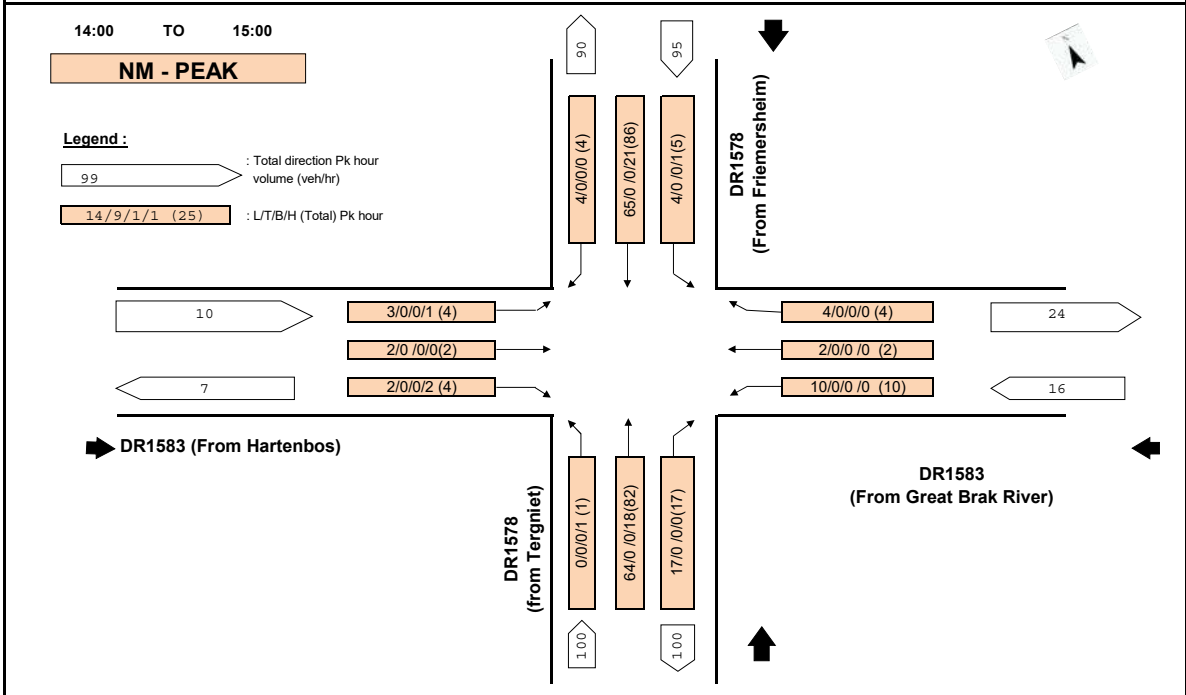 14:00 TO 15:00
NM - PEAK
Legend :
99
: Total direction Pk hour
volume (veh/hr)
14/9/1/1 (25)
: L/T/B/H (Total) Pk hour
90
95
4/0/0/0 (4)
65/0 /0/21(86)
4/0 /0/1(5)
DR1578
(From Friemersheim)
10
3/0/0/1 (4)
4/0/0/0 (4)
24
2/0 /0/0(2)
2/0/0 /0 (2)
7
2/0/0/2 (4)
10/0/0 /0 (10)
16
DR1583 (From Hartenbos)
DR1583
(From Great Brak River)
DR1578
(from Tergniet)
0/0/0/1 (1)
64/0 /0/18(82)
17/0 /0/0(17)
100
100